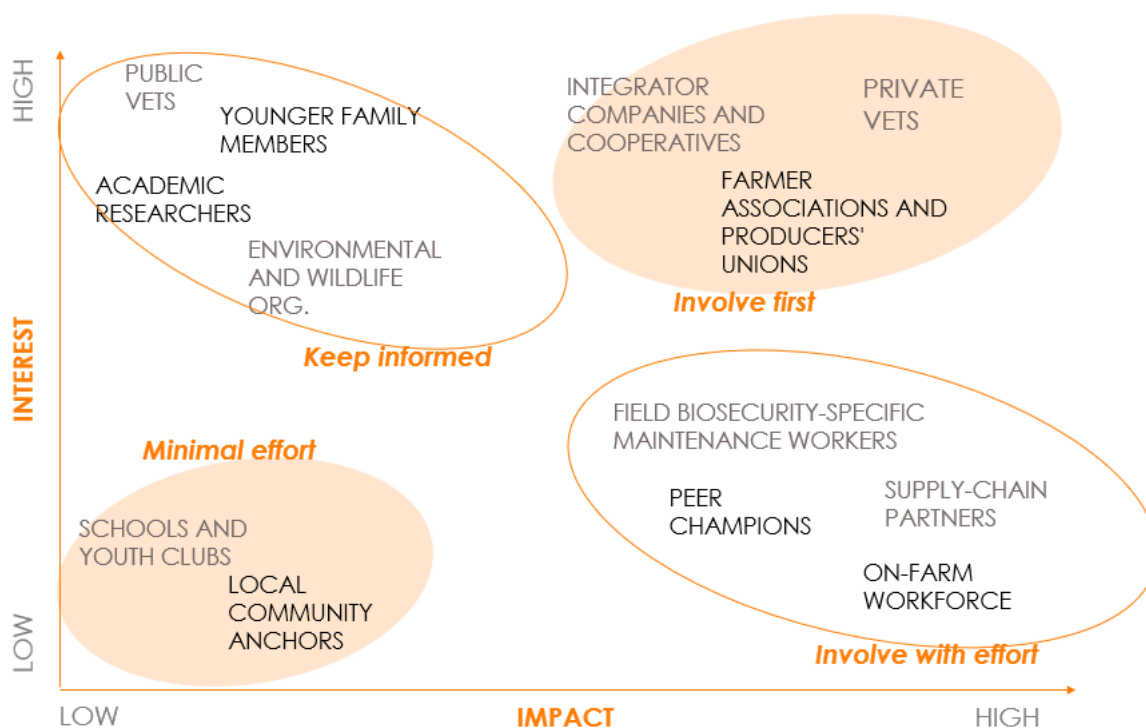 HIGH
PUBLIC
VETS
YOUNGER FAMILY
MEMBERS
ACADEMIC
RESEARCHERS
ENVIRONMENTAL
AND WILDLIFE
ORG.
Keep informed
INTEGRATOR
COMPANIES AND
COOPERATIVES
PRIVATE
VETS
FARMER
ASSOCIATIONS AND
PRODUCERS'
UNIONS
Involve first
INTEREST
Minimal effort
SCHOOLS AND
YOUTH CLUBS
LOCAL
COMMUNITY
ANCHORS
FIELD BIOSECURITY-SPECIFIC
MAINTENANCE WORKERS
PEER
CHAMPIONS
SUPPLY-CHAIN
PARTNERS
ON-FARM
WORKFORCE
Involve with effort
LOW
LOW
IMPACT
HIGH